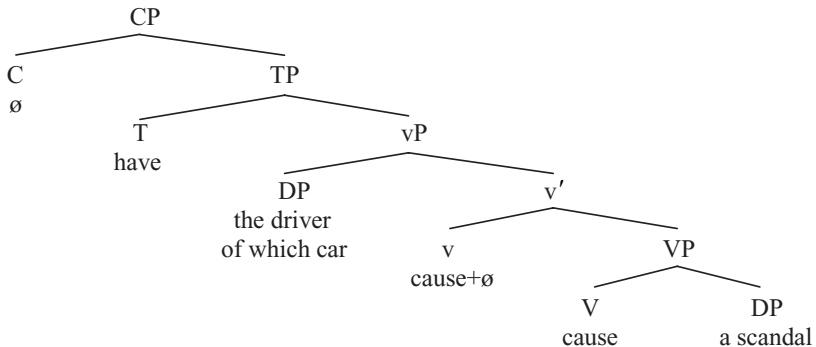 CP
C TP
ø
T vP
have
DP v′
the driver
of which car v VP
cause+ø
V DP
cause a scandal